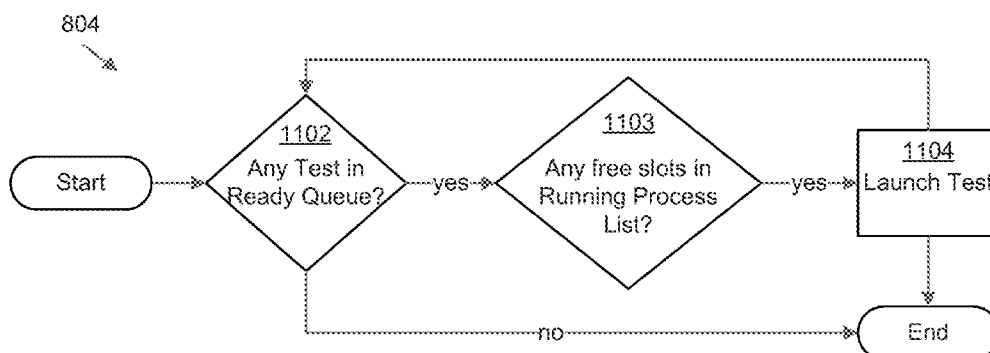 804
Start
1102
Any Test in
Ready Queue?
yes
1103
Any free slots in
Running Process
List?
yes
1104
Launch Test
no
End